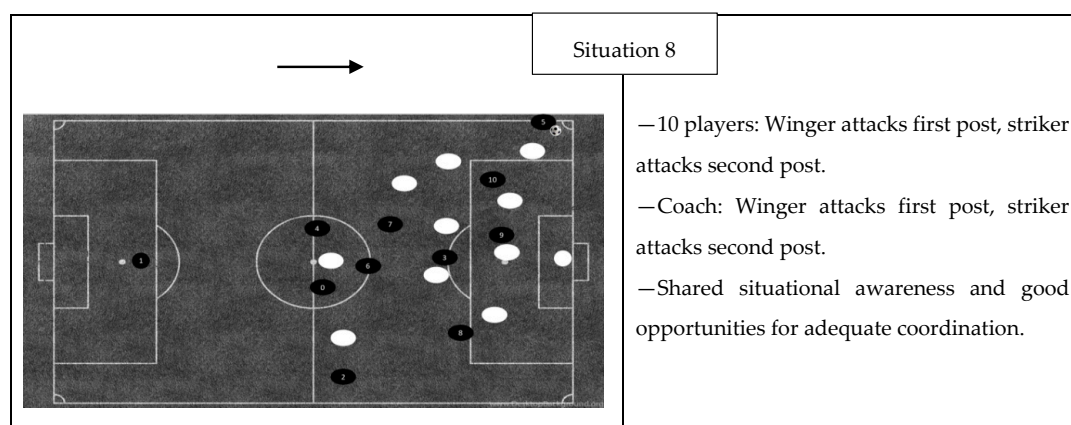 Situation 8
—10 players: Winger attacks first post, striker
attacks second post.
—Coach: Winger attacks first post, striker
attacks second post.
—Shared situational awareness and good
opportunities for adequate coordination.
5
10
7
4
9
3
1
6
0
8
2